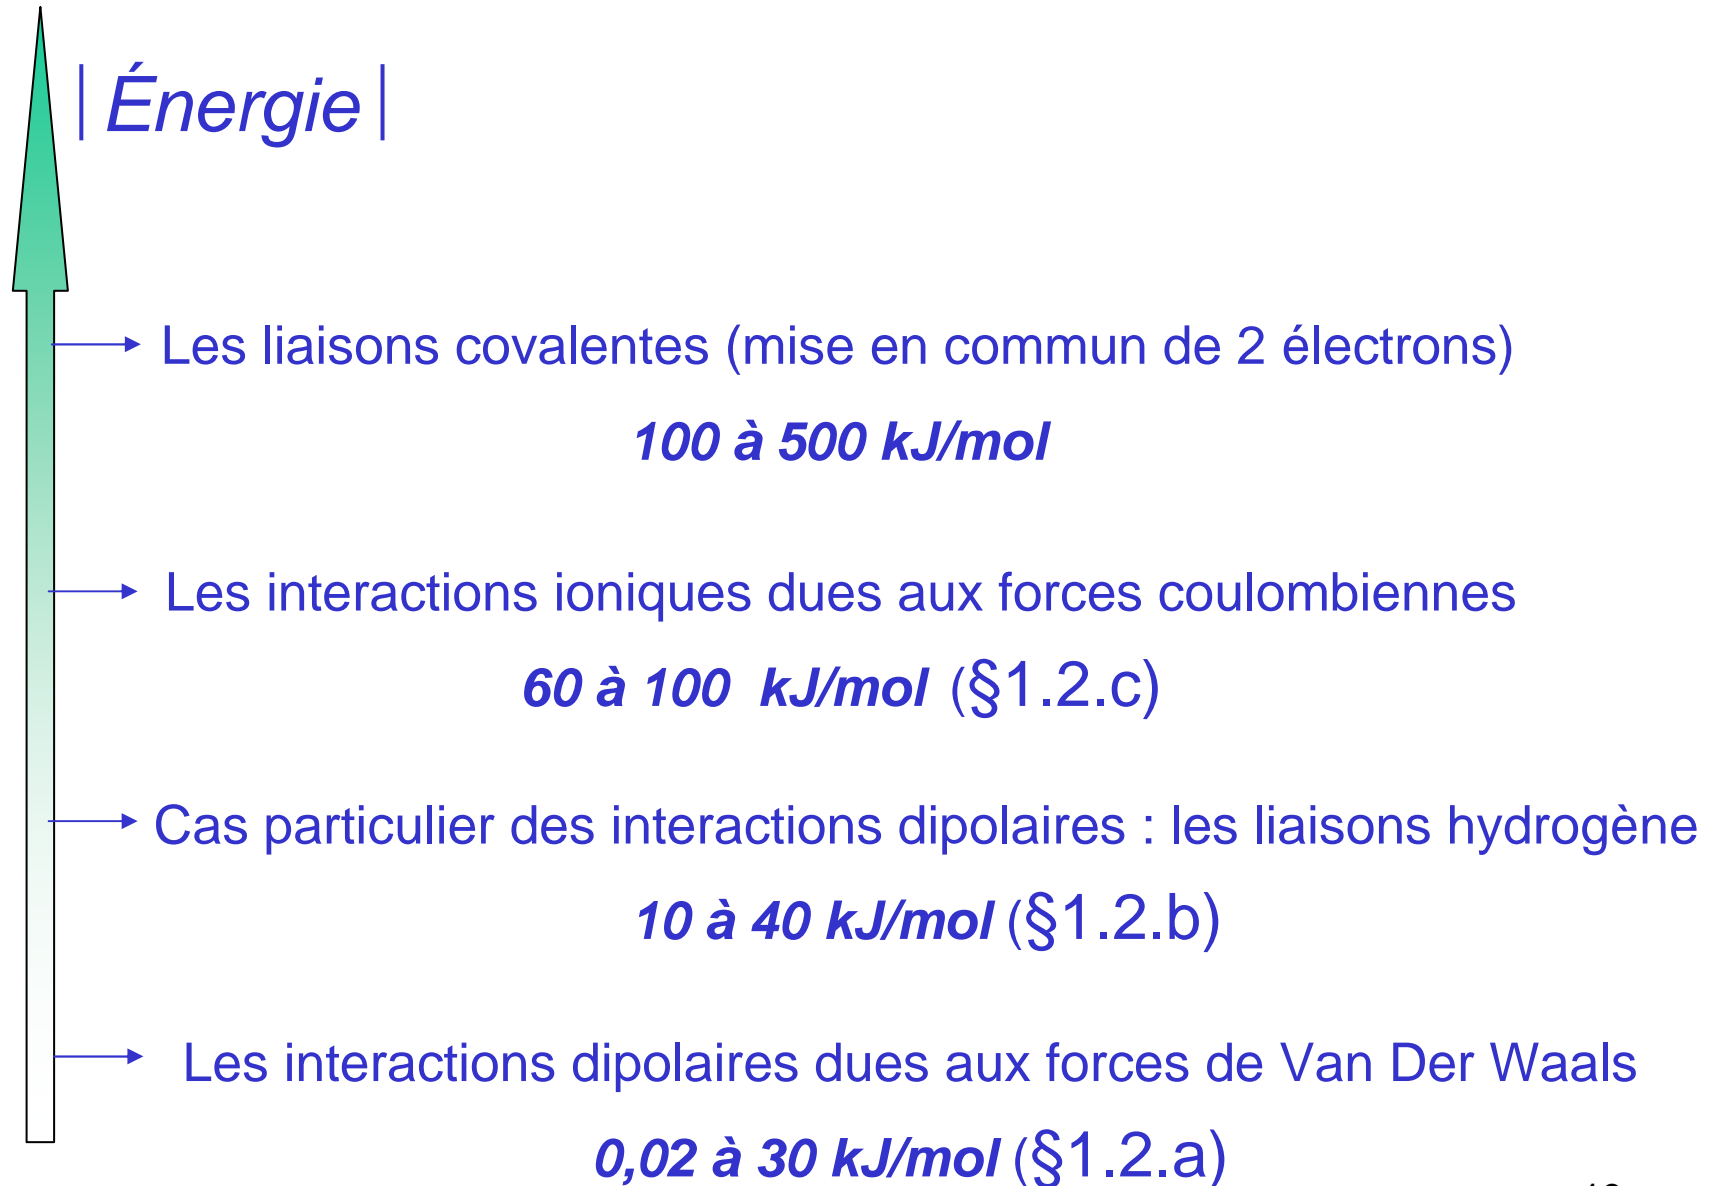 |Énergie|
Les liaisons covalentes (mise en commun de 2 électrons)
100 à 500 kJ/mol
Les interactions ioniques dues aux forces coulombiennes
60 à 100 kJ/mol (§1.2.c)
Cas particulier des interactions dipolaires : les liaisons hydrogène
10 à 40 kJ/mol (§1.2.b)
Les interactions dipolaires dues aux forces de Van Der Waals
0,02 à 30 kJ/mol (§1.2.a)